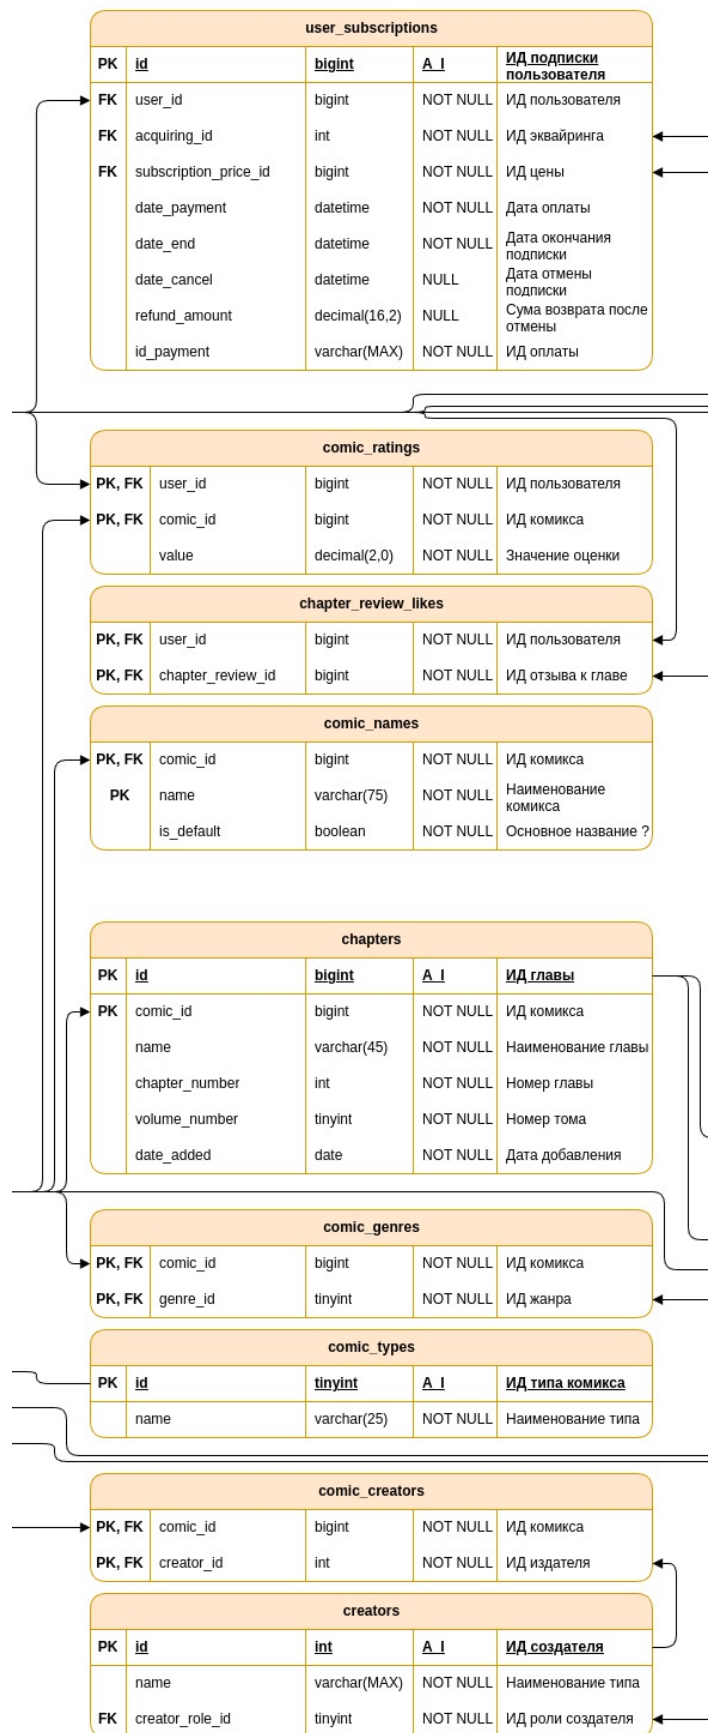 user_subscriptions
PK id bigint A_I ИД подписки
пользователя
FK user_id bigint NOT NULL ИД пользователя
FK acquiring_id int NOT NULL ИД эквайринга
FK subscription_price_id bigint NOT NULL ИД цены
date_payment datetime NOT NULL Дата оплаты
date_end datetime NOT NULL Дата окончания
подписки
date_cancel datetime NULL Дата отмены
подписки
refund_amount decimal(16,2) NULL Сума возврата после
отмены
id_payment varchar(MAX) NOT NULL ИД оплаты
comic_ratings
PK, FK user_id bigint NOT NULL ИД пользователя
PK, FK comic_id bigint NOT NULL ИД комикса
value decimal(2,0) NOT NULL Значение оценки
chapter_review_likes
PK, FK user_id bigint NOT NULL ИД пользователя
PK, FK chapter_review_id bigint NOT NULL ИД отзыва к главе
comic_names
PK, FK comic_id bigint NOT NULL ИД комикса
PK name varchar(75) NOT NULL Наименование
комикса
is_default boolean NOT NULL Основное название ?
chapters
PK id bigint A_I ИД главы
PK comic_id bigint NOT NULL ИД комикса
name varchar(45) NOT NULL Наименование главы
chapter_number int NOT NULL Номер главы
volume_number tinyint NOT NULL Номер тома
date_added date NOT NULL Дата добавления
comic_genres
PK, FK comic_id bigint NOT NULL ИД комикса
PK, FK genre_id tinyint NOT NULL ИД жанра
comic_types
PK id tinyint A_I ИД типа комикса
name varchar(25) NOT NULL Наименование типа
comic_creators
PK, FK comic_id bigint NOT NULL ИД комикса
PK, FK creator_id int NOT NULL ИД издателя
creators
PK id int A_I ИД создателя
name varchar(MAX) NOT NULL Наименование типа
FK creator_role_id tinyint NOT NULL ИД роли создателя